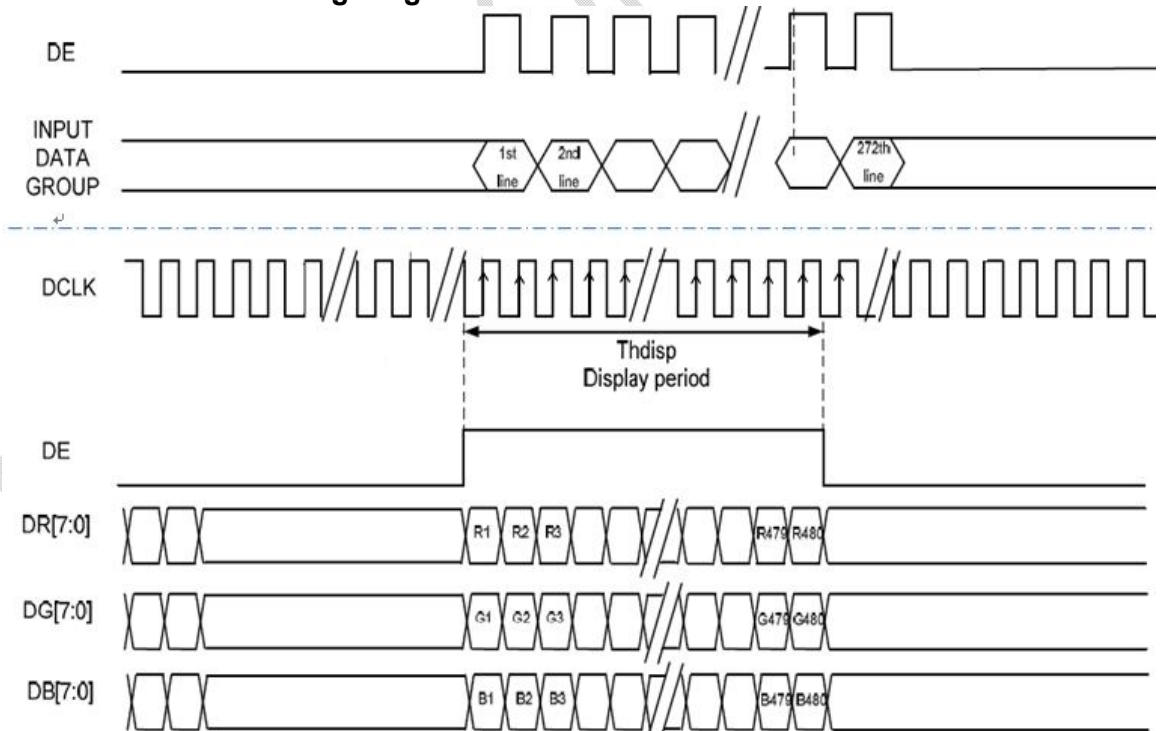 DE
INPUT
DATA
GROUP
1st
line
2nd
line
272th
line
DCLK
Thdisp
Display period
DE
DR[7:0]
R1 R2 R3 R479 R480
DG[7:0]
G1 G2 G3 G479 G480
DB[7:0]
B1 B2 B3 B479 B480